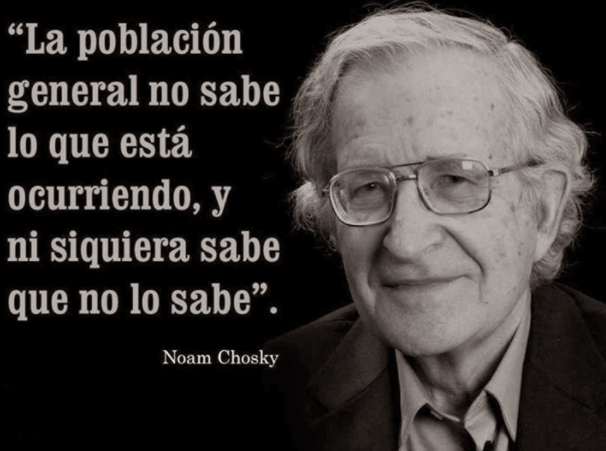 “La población
general no sabe
lo que está
ocurriendo, y
ni siquiera sabe
que no lo sabe”.
Noam Chosky